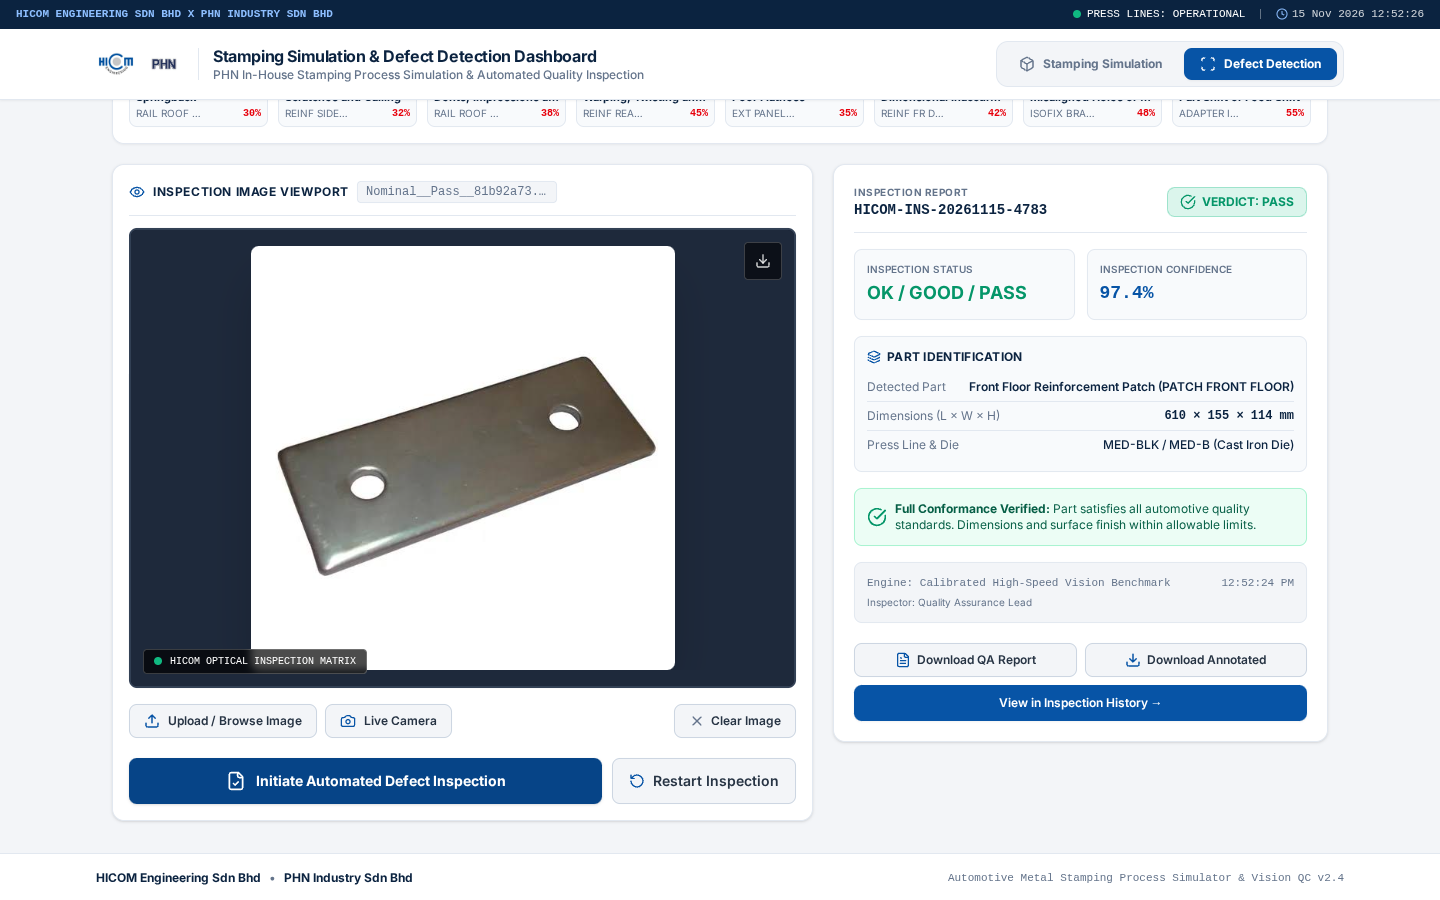 HICOM ENGINEERING SDN BHD X PHN INDUSTRY SDN BHD
PRESS LINES: OPERATIONAL | 15 Nov 2026 12:52:26
HICOM
PHN
Stamping Simulation & Defect Detection Dashboard
PHN In-House Stamping Process Simulation & Automated Quality Inspection
Stamping Simulation
Defect Detection
RAIL ROOF ... 30%
REINF SIDE... 32%
RAIL ROOF ... 38%
REINF REA... 45%
EXT PANEL... 35%
REINF FR D... 42%
ISOFIX BRA... 48%
ADAPTER I... 55%
INSPECTION IMAGE VIEWPORT
Nominal__Pass__81b92a73.…
HICOM OPTICAL INSPECTION MATRIX
Upload / Browse Image
Live Camera
Clear Image
Initiate Automated Defect Inspection
Restart Inspection
INSPECTION REPORT
HICOM-INS-20261115-4783
VERDICT: PASS
INSPECTION STATUS
OK / GOOD / PASS
INSPECTION CONFIDENCE
97.4%
PART IDENTIFICATION
Detected Part Front Floor Reinforcement Patch (PATCH FRONT FLOOR)
Dimensions (L × W × H) 610 × 155 × 114 mm
Press Line & Die MED-BLK / MED-B (Cast Iron Die)
Full Conformance Verified: Part satisfies all automotive quality
standards. Dimensions and surface finish within allowable limits.
Engine: Calibrated High-Speed Vision Benchmark 12:52:24 PM
Inspector: Quality Assurance Lead
Download QA Report
Download Annotated
View in Inspection History →
HICOM Engineering Sdn Bhd • PHN Industry Sdn Bhd
Automotive Metal Stamping Process Simulator & Vision QC v2.4